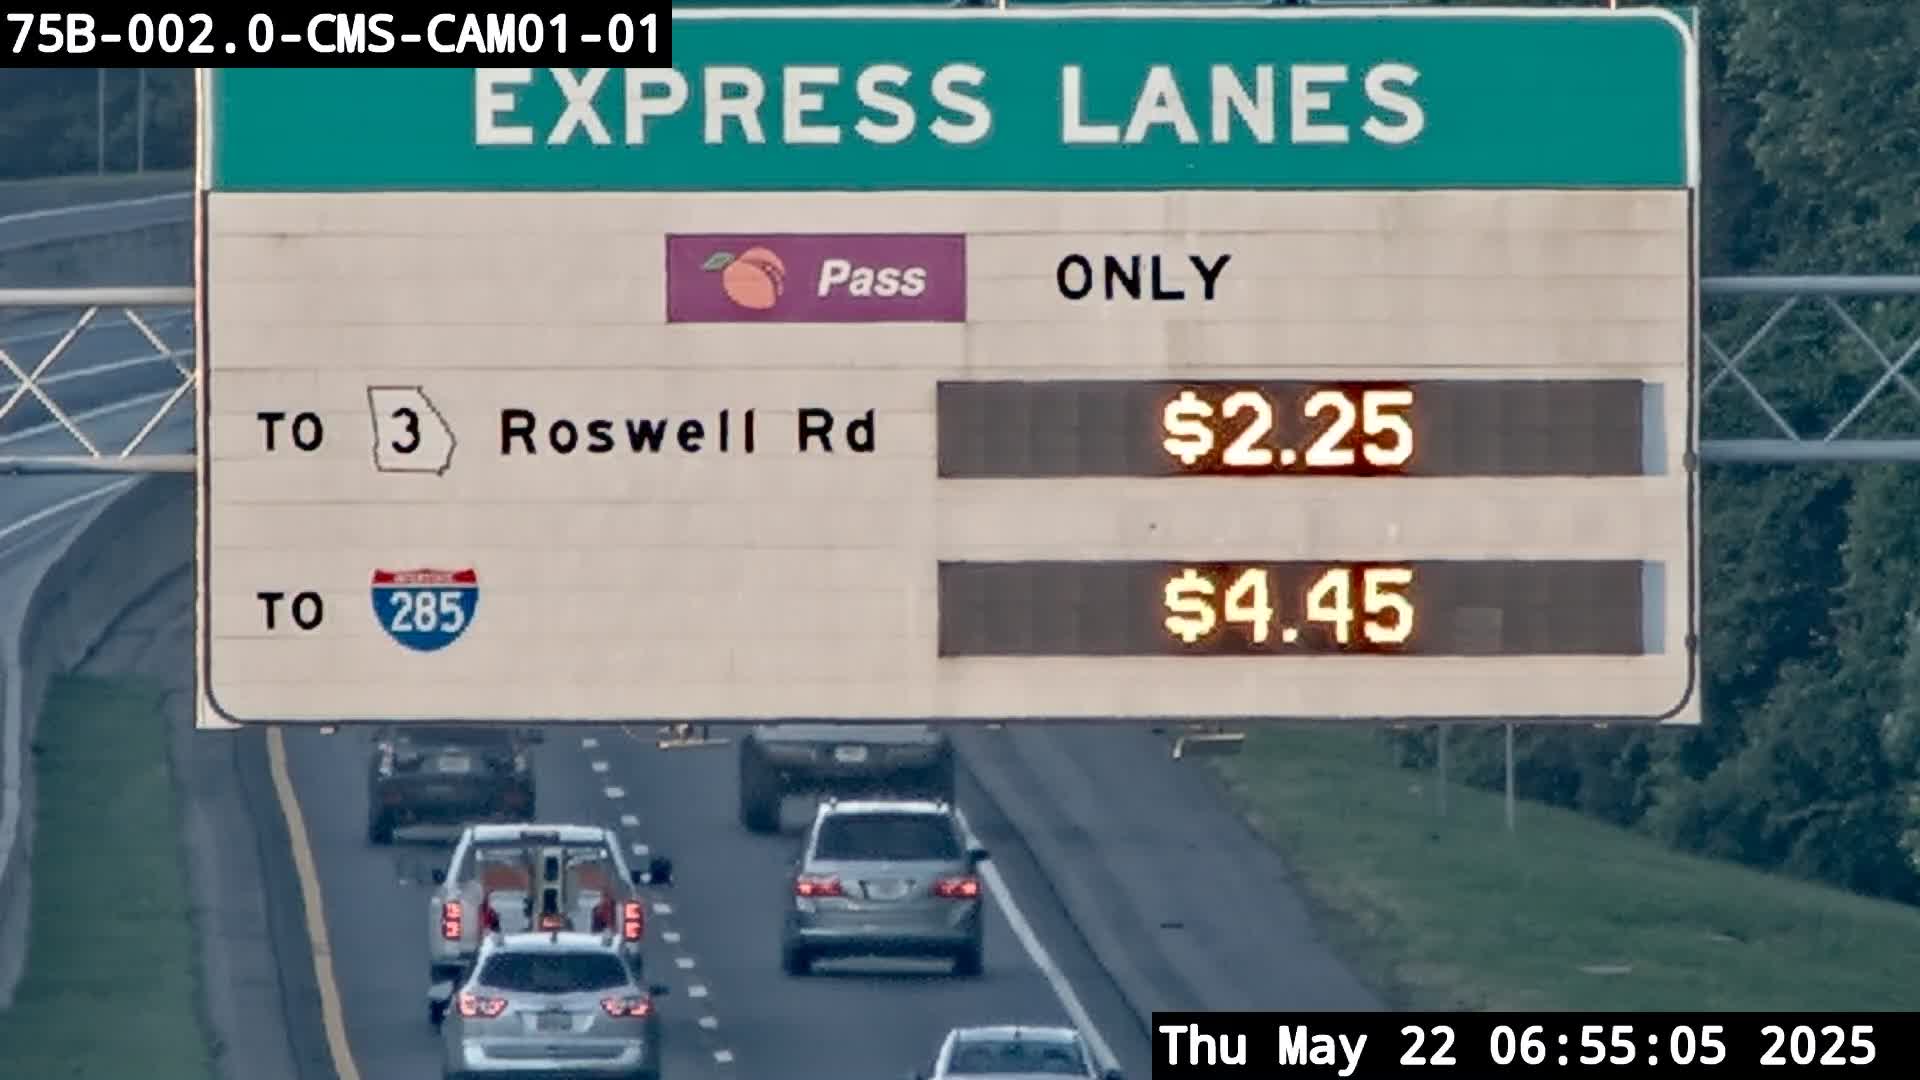 75B-002.0-CMS-CAM01-01
EXPRESS LANES
Pass ONLY
TO 3 Roswell Rd $2.25
TO INTERSTATE 285 $4.45
Thu May 22 06:55:05 2025